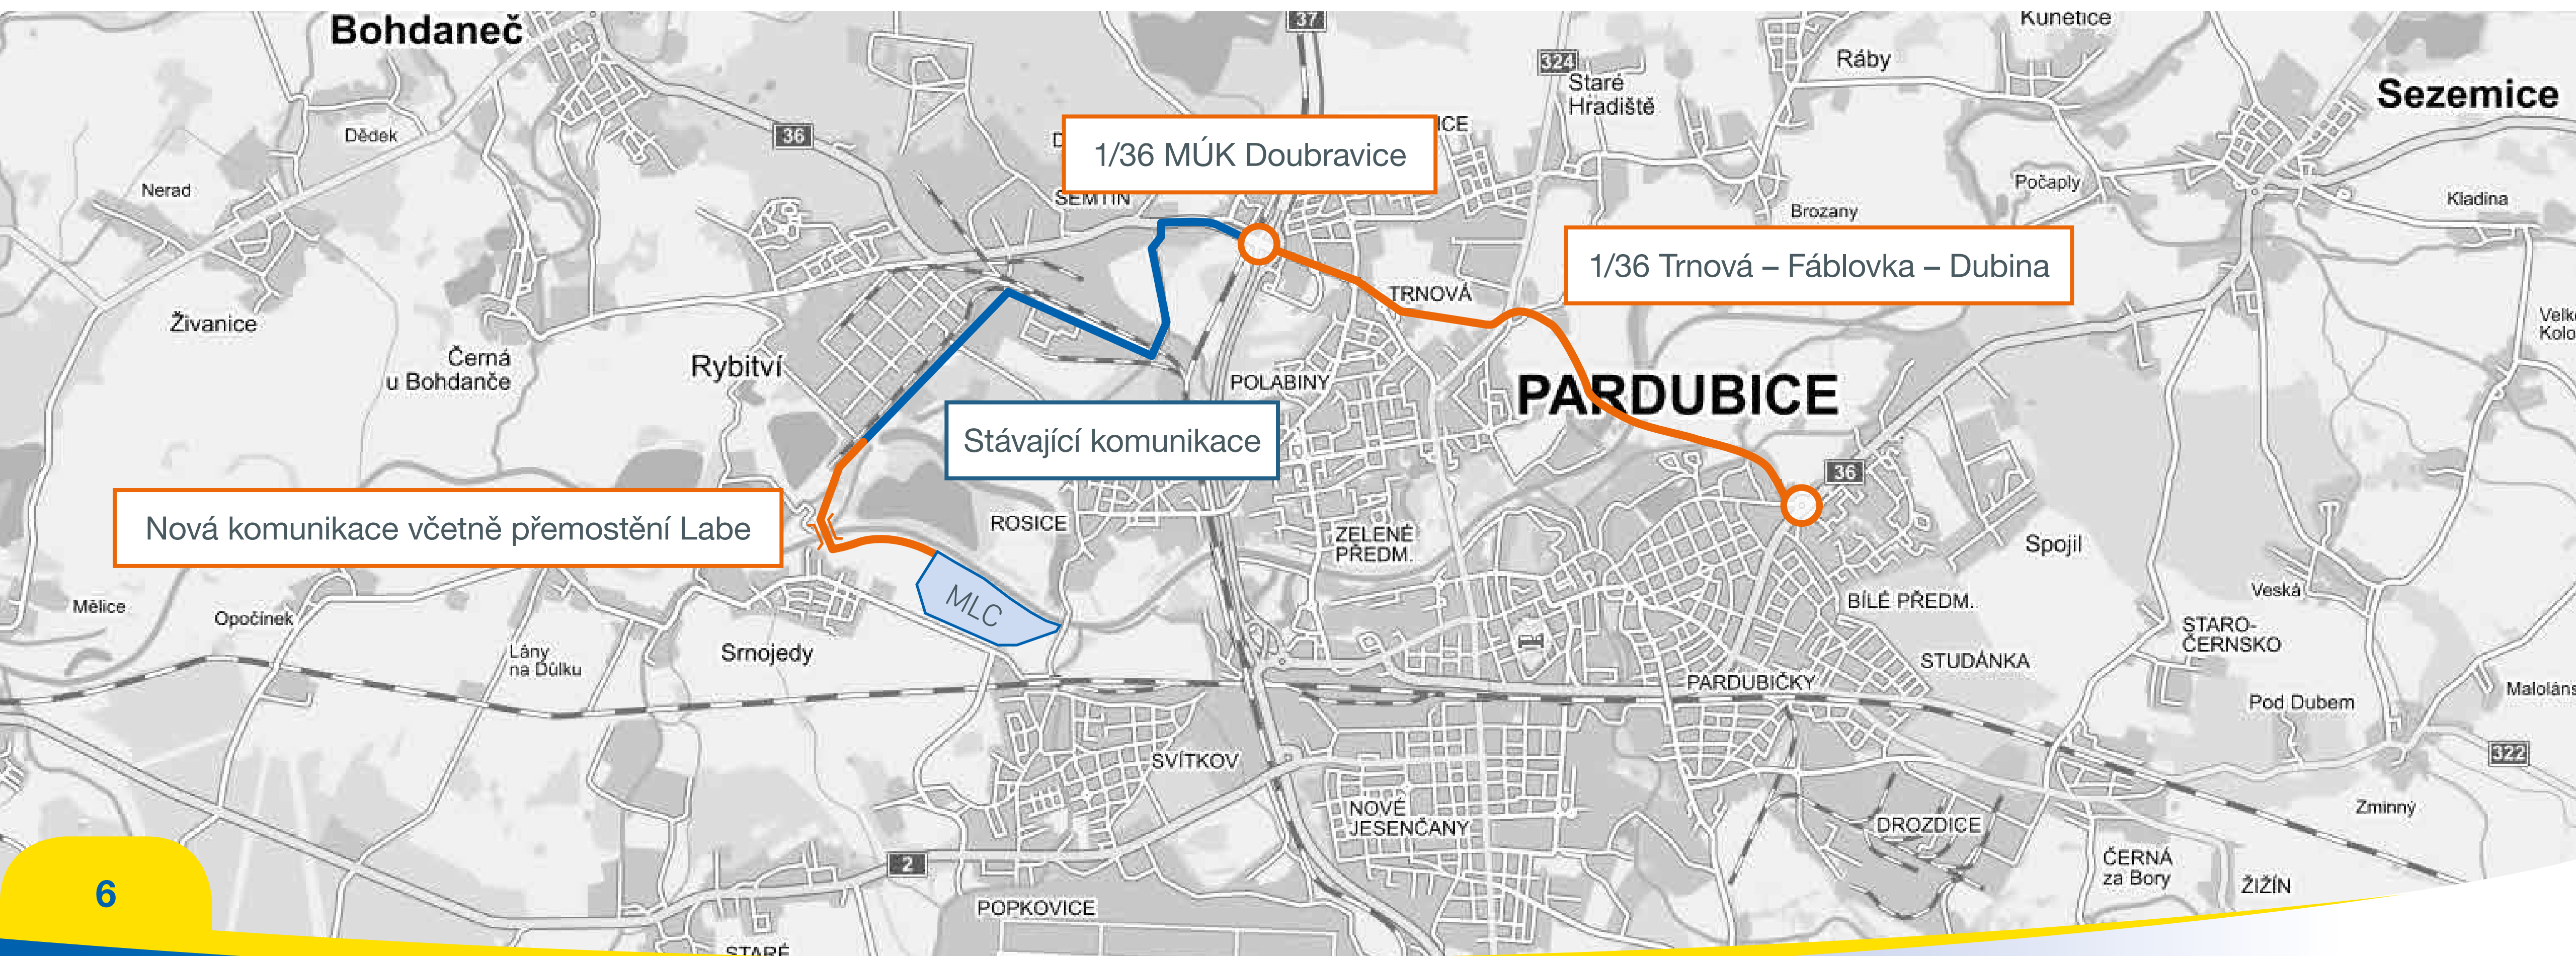 Bohdaneč
37
Kunetice
324
Ráby
Staré
Hradiště
Sezemice
Dědek
36
ICE
1/36 MÚK Doubravice
Nerad
SEMTÍN
Počaply
Kladina
Brozany
1/36 Trnová – Fáblovka – Dubina
TRNOVÁ
Živanice
Černá
u Bohdanče
Rybitví
POLABINY
PARDUBICE
Stávající komunikace
36
Nová komunikace včetně přemostění Labe
ROSICE
ZELENÉ
PŘEDM.
Spojil
Mělice
Opočínek
MLC
BÍLÉ PŘEDM.
Veská
Lány
na Důlku
Srnojedy
STARO-
ČERNSKO
STUDÁNKA
PARDUBIČKY
Pod Dubem
SVÍTKOV
322
NOVÉ
JESENČANY
Zminný
DROZDICE
2
ČERNÁ
za Bory
ŽIŽÍN
6
POPKOVICE
STARÉ